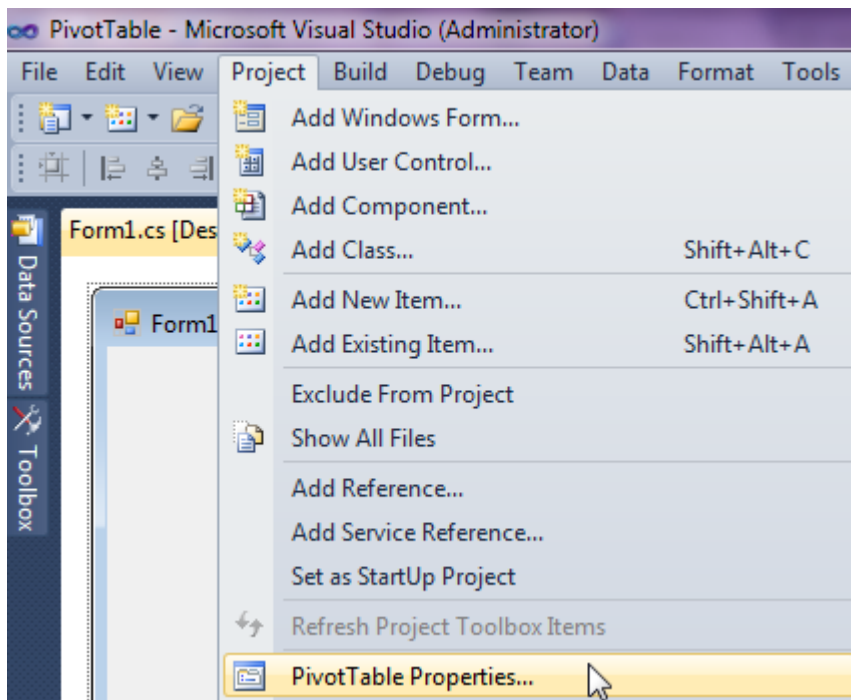 PivotTable - Microsoft Visual Studio (Administrator)
File Edit View Project Build Debug Team Data Format Tools
Add Windows Form...
Add User Control...
Add Component...
Form1.cs [Des
Add Class... Shift+Alt+C
Data Sources
Add New Item... Ctrl+Shift+A
Form1
Add Existing Item... Shift+Alt+A
Exclude From Project
Show All Files
Toolbox
Add Reference...
Add Service Reference...
Set as StartUp Project
Refresh Project Toolbox Items
PivotTable Properties...